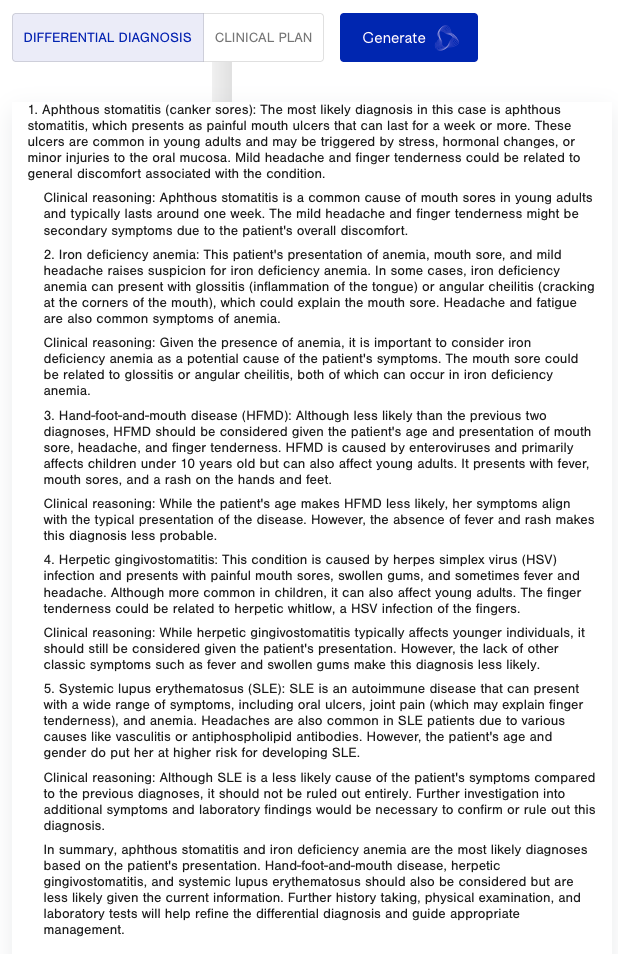 DIFFERENTIAL DIAGNOSIS
CLINICAL PLAN
Generate
1. Aphthous stomatitis (canker sores): The most likely diagnosis in this case is aphthous
stomatitis, which presents as painful mouth ulcers that can last for a week or more. These
ulcers are common in young adults and may be triggered by stress, hormonal changes, or
minor injuries to the oral mucosa. Mild headache and finger tenderness could be related to
general discomfort associated with the condition.
Clinical reasoning: Aphthous stomatitis is a common cause of mouth sores in young adults
and typically lasts around one week. The mild headache and finger tenderness might be
secondary symptoms due to the patient's overall discomfort.
2. Iron deficiency anemia: This patient's presentation of anemia, mouth sore, and mild
headache raises suspicion for iron deficiency anemia. In some cases, iron deficiency
anemia can present with glossitis (inflammation of the tongue) or angular cheilitis (cracking
at the corners of the mouth), which could explain the mouth sore. Headache and fatigue
are also common symptoms of anemia.
Clinical reasoning: Given the presence of anemia, it is important to consider iron
deficiency anemia as a potential cause of the patient's symptoms. The mouth sore could
be related to glossitis or angular cheilitis, both of which can occur in iron deficiency
anemia.
3. Hand-foot-and-mouth disease (HFMD): Although less likely than the previous two
diagnoses, HFMD should be considered given the patient's age and presentation of mouth
sore, headache, and finger tenderness. HFMD is caused by enteroviruses and primarily
affects children under 10 years old but can also affect young adults. It presents with fever,
mouth sores, and a rash on the hands and feet.
Clinical reasoning: While the patient's age makes HFMD less likely, her symptoms align
with the typical presentation of the disease. However, the absence of fever and rash makes
this diagnosis less probable.
4. Herpetic gingivostomatitis: This condition is caused by herpes simplex virus (HSV)
infection and presents with painful mouth sores, swollen gums, and sometimes fever and
headache. Although more common in children, it can also affect young adults. The finger
tenderness could be related to herpetic whitlow, a HSV infection of the fingers.
Clinical reasoning: While herpetic gingivostomatitis typically affects younger individuals, it
should still be considered given the patient's presentation. However, the lack of other
classic symptoms such as fever and swollen gums make this diagnosis less likely.
5. Systemic lupus erythematosus (SLE): SLE is an autoimmune disease that can present
with a wide range of symptoms, including oral ulcers, joint pain (which may explain finger
tenderness), and anemia. Headaches are also common in SLE patients due to various
causes like vasculitis or antiphospholipid antibodies. However, the patient's age and
gender do put her at higher risk for developing SLE.
Clinical reasoning: Although SLE is a less likely cause of the patient's symptoms compared
to the previous diagnoses, it should not be ruled out entirely. Further investigation into
additional symptoms and laboratory findings would be necessary to confirm or rule out this
diagnosis.
In summary, aphthous stomatitis and iron deficiency anemia are the most likely diagnoses
based on the patient's presentation. Hand-foot-and-mouth disease, herpetic
gingivostomatitis, and systemic lupus erythematosus should also be considered but are
less likely given the current information. Further history taking, physical examination, and
laboratory tests will help refine the differential diagnosis and guide appropriate
management.